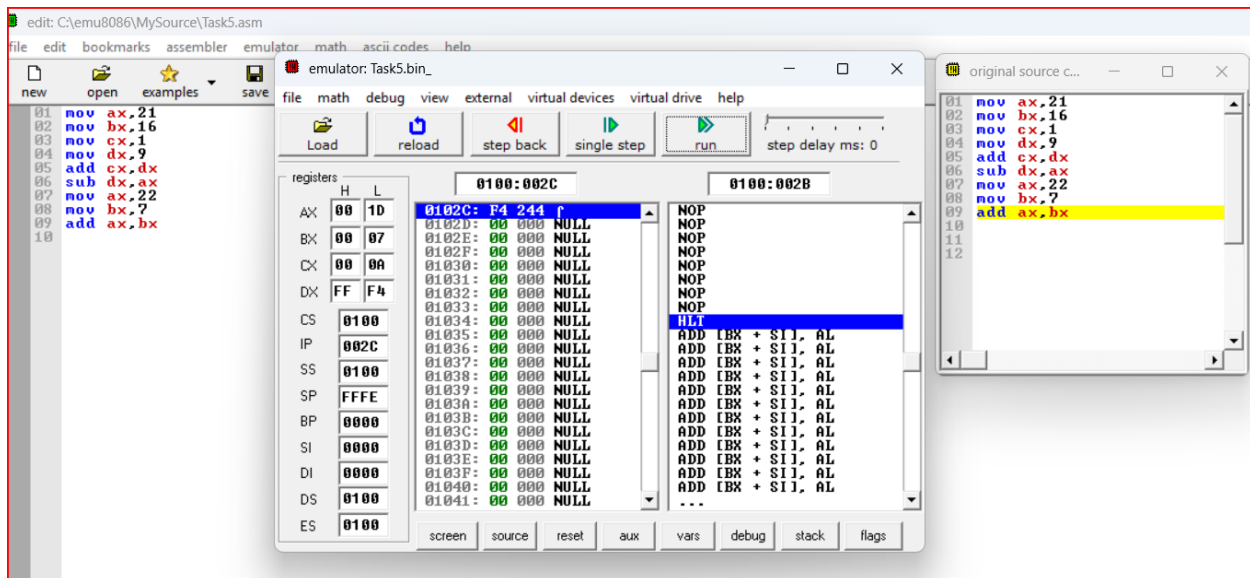 edit: C:\emu8086\MySource\Task5.asm
file edit bookmarks assembler emulator math ascii codes help
new open examples save
01 mov ax,21
02 mov bx,16
03 mov cx,1
04 mov dx,9
05 add cx,dx
06 sub dx,ax
07 mov ax,22
08 mov bx,7
09 add ax,bx
10
emulator: Task5.bin_
file math debug view external virtual devices virtual drive help
Load reload step back single step run step delay ms: 0
registers
H L
AX 00 1D
BX 00 07
CX 00 0A
DX FF F4
CS 0100
IP 002C
SS 0100
SP FFFE
BP 0000
SI 0000
DI 0000
DS 0100
ES 0100
0100:002C
0102C: F4 244 ⌠
0102D: 00 000 NULL
0102E: 00 000 NULL
0102F: 00 000 NULL
01030: 00 000 NULL
01031: 00 000 NULL
01032: 00 000 NULL
01033: 00 000 NULL
01034: 00 000 NULL
01035: 00 000 NULL
01036: 00 000 NULL
01037: 00 000 NULL
01038: 00 000 NULL
01039: 00 000 NULL
0103A: 00 000 NULL
0103B: 00 000 NULL
0103C: 00 000 NULL
0103D: 00 000 NULL
0103E: 00 000 NULL
0103F: 00 000 NULL
01040: 00 000 NULL
01041: 00 000 NULL
0100:002B
NOP
NOP
NOP
NOP
NOP
NOP
NOP
NOP
HLT
ADD [BX + SI], AL
ADD [BX + SI], AL
ADD [BX + SI], AL
ADD [BX + SI], AL
ADD [BX + SI], AL
ADD [BX + SI], AL
ADD [BX + SI], AL
ADD [BX + SI], AL
ADD [BX + SI], AL
ADD [BX + SI], AL
ADD [BX + SI], AL
ADD [BX + SI], AL
...
screen source reset aux vars debug stack flags
original source c...
01 mov ax,21
02 mov bx,16
03 mov cx,1
04 mov dx,9
05 add cx,dx
06 sub dx,ax
07 mov ax,22
08 mov bx,7
09 add ax,bx
10
11
12